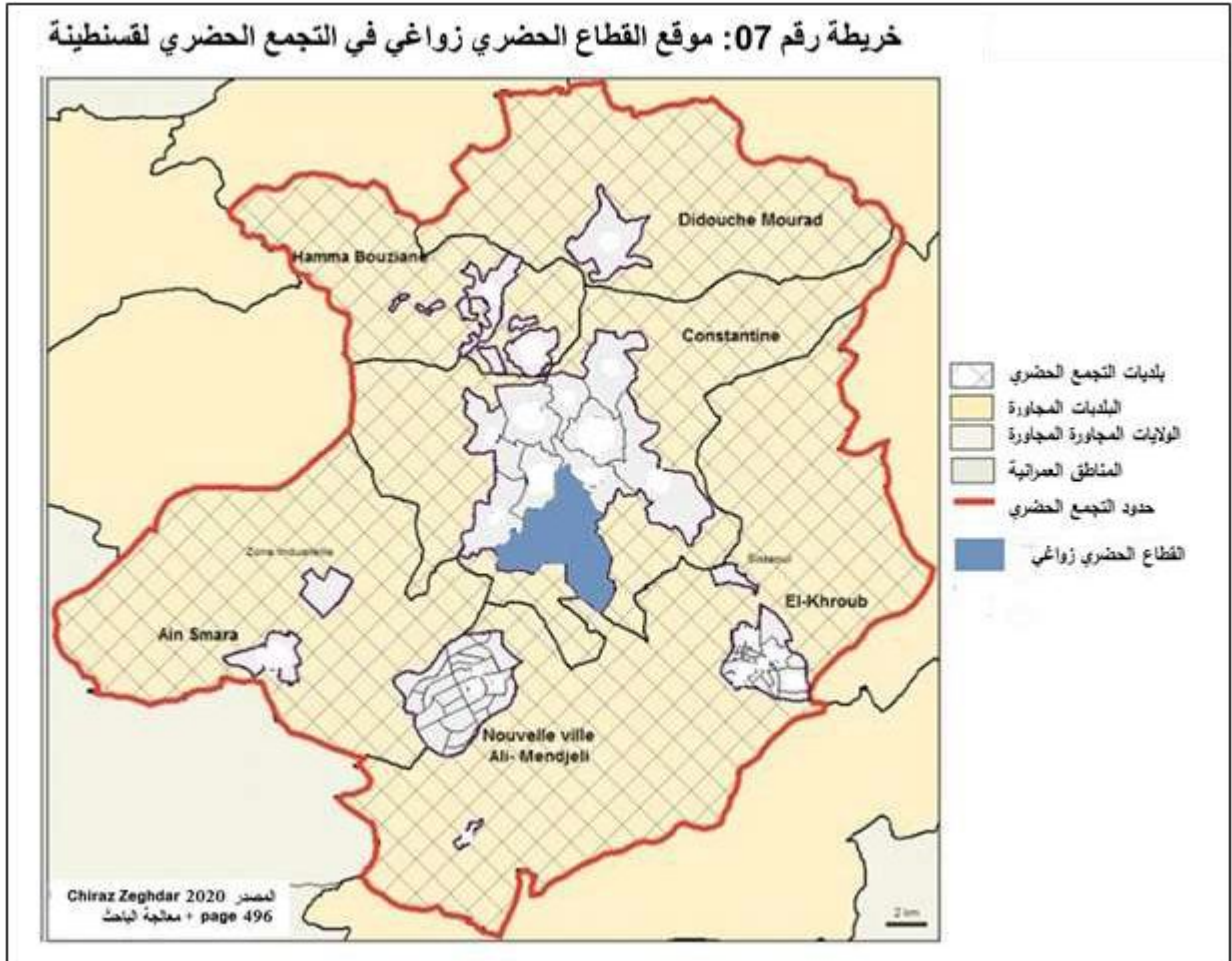 خريطة رقم 07: موقع القطاع الحضري زواغي في التجمع الحضري لقسنطينة
Didouche Mourad
Hamma Bouziane
Constantine
بلديات التجمع الحضري
البلديات المجاورة
الولايات المجاورة المجاورة
المناطق العمرانية
حدود التجمع الحضري
القطاع الحضري زواغي
Zone Industielle
El-Khroub
Ain Smara
Nouvelle ville
Ali- Mendjeli
المصدر Chiraz Zeghdar 2020
page 496 + معالجة الباحث
2 km